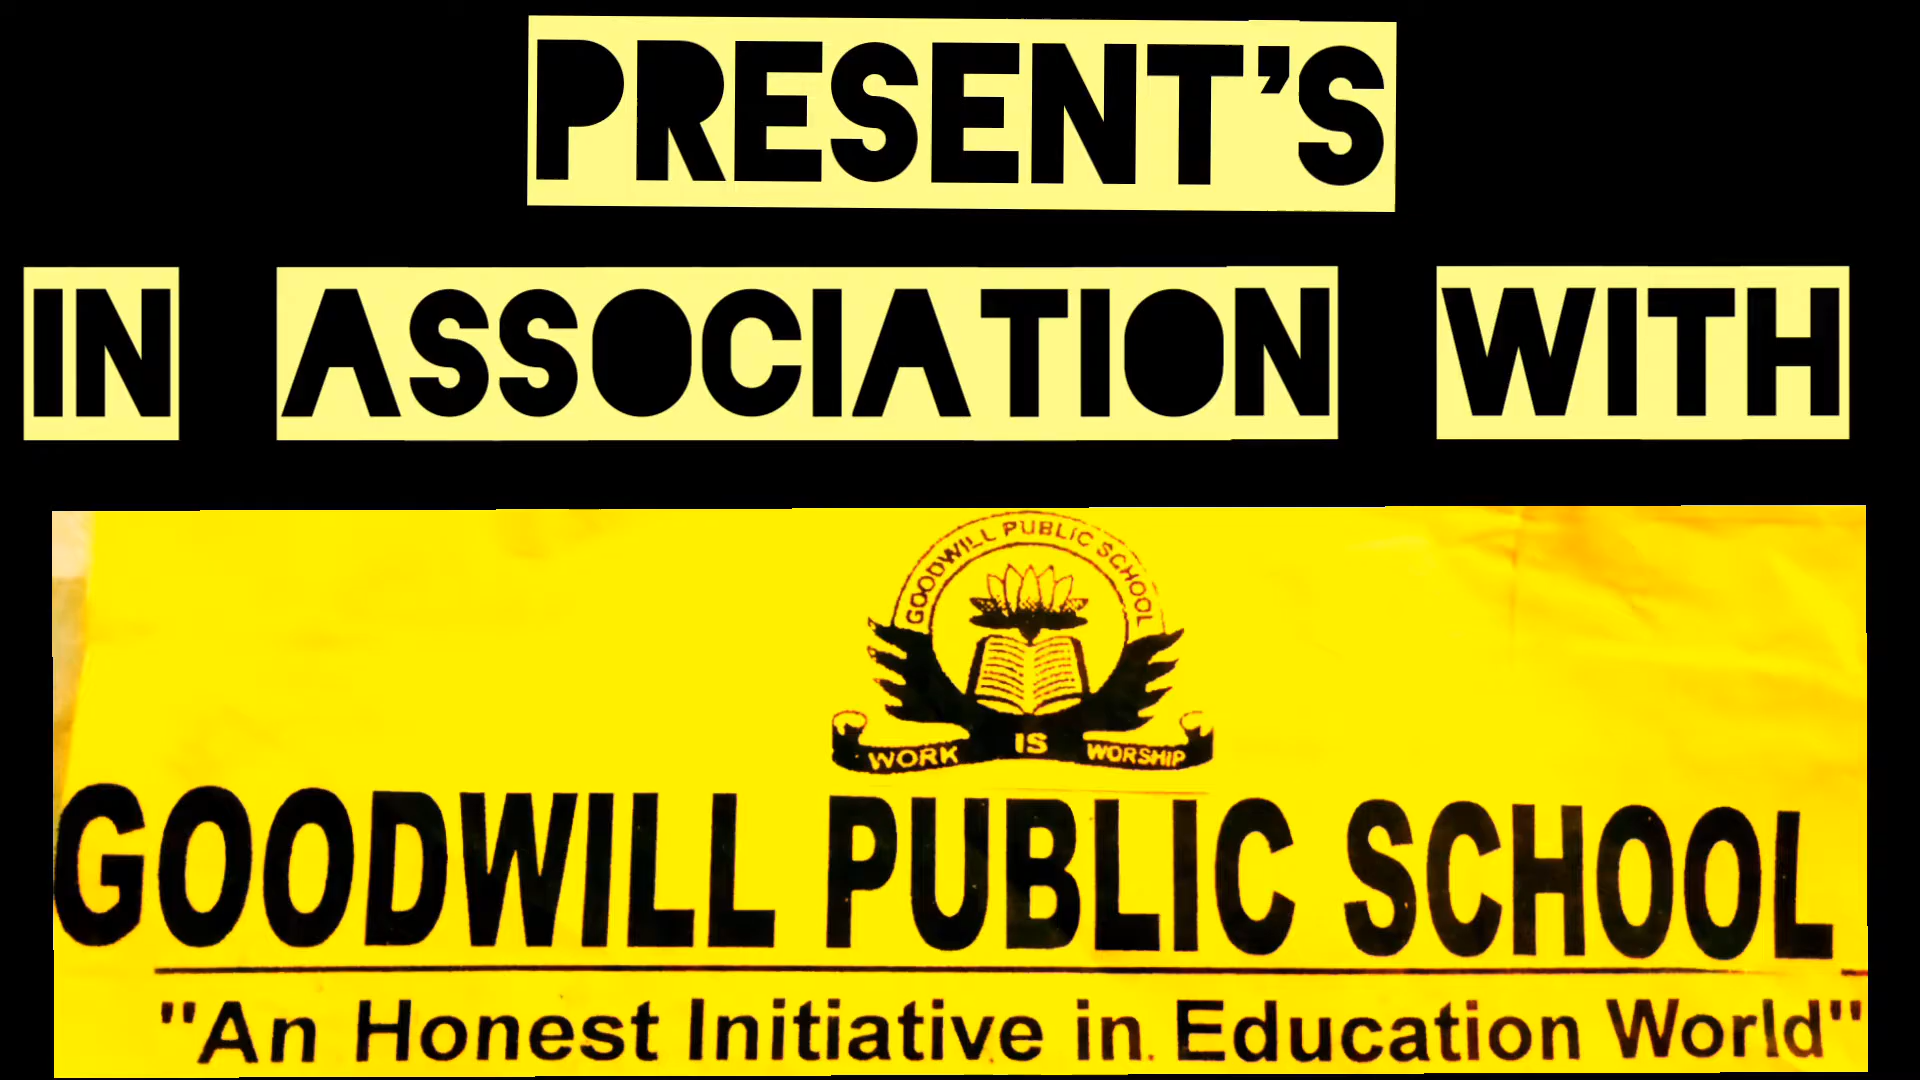 PRESENT'S
IN ASSOCIATION WITH
GOODWILL PUBLIC SCHOOL
WORK IS WORSHIP
GOODWILL PUBLIC SCHOOL
"An Honest Initiative in Education World"